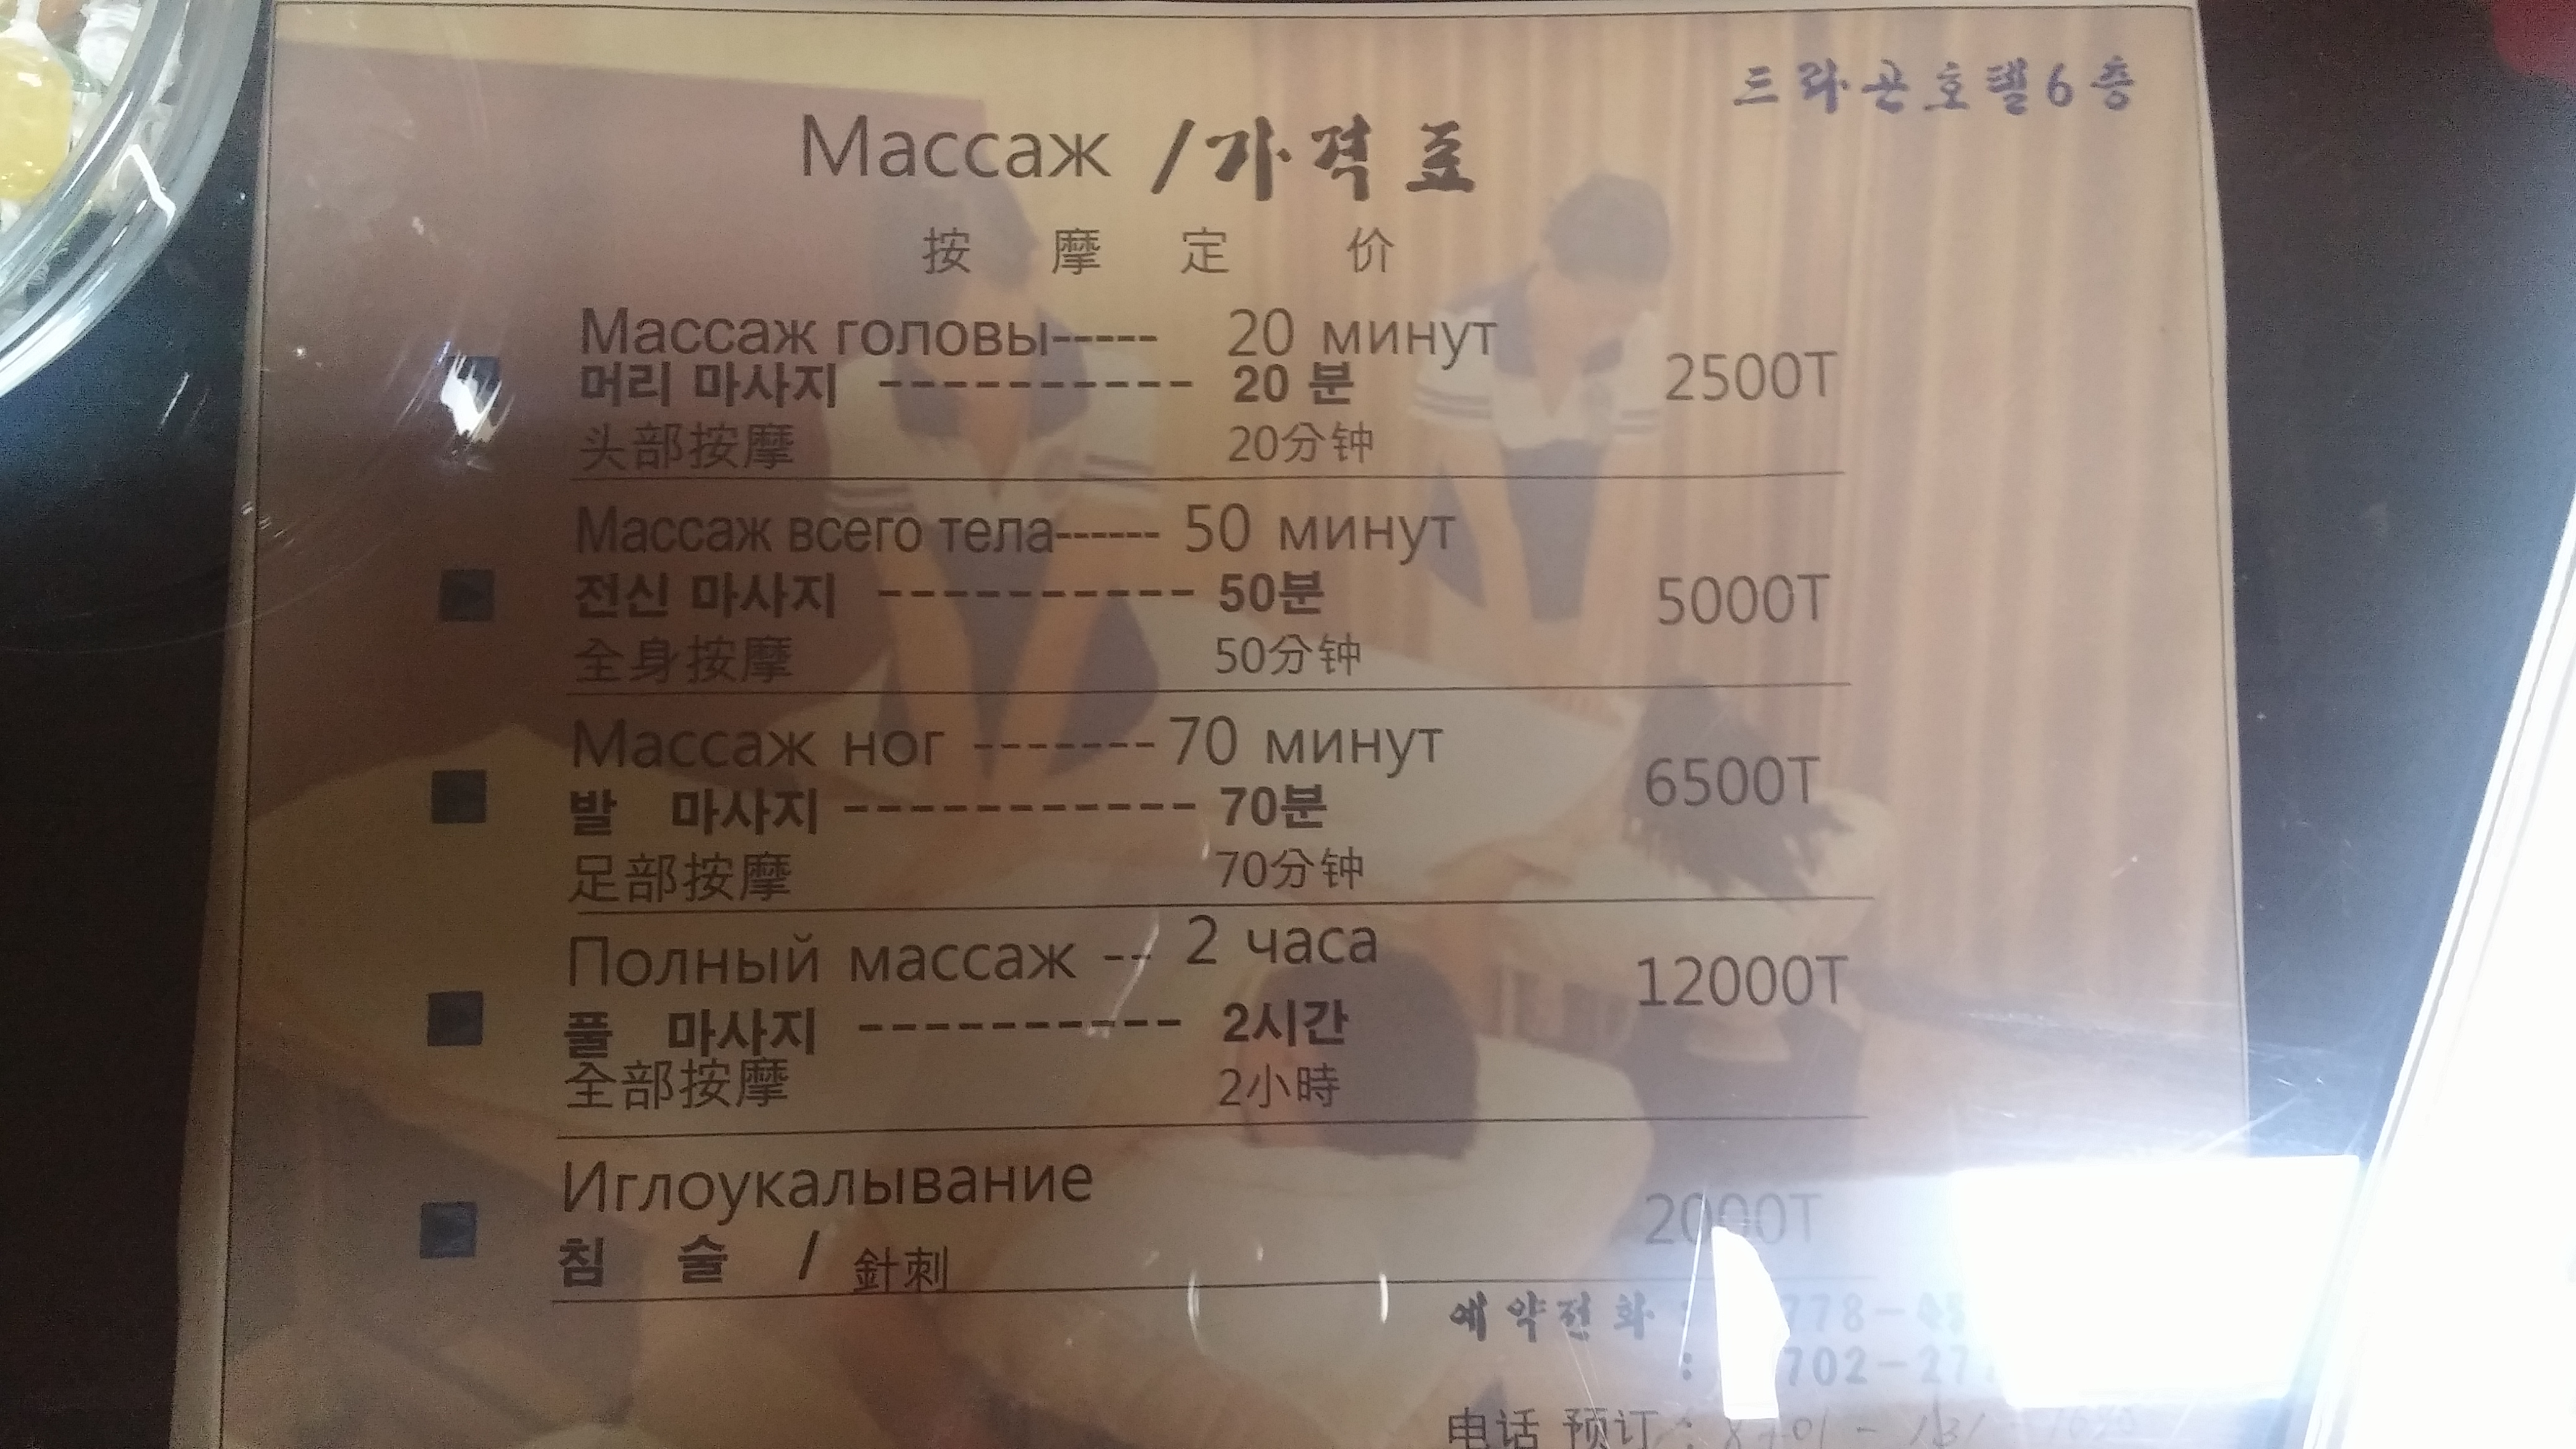 드라곤호텔6층
Массаж /가격표
按 摩 定 价
Массаж головы----- 20 минут
머리 마사지 ---------- 20 분
2500T
头部按摩 20分钟
Массаж всего тела------ 50 минут
전신 마사지 ---------- 50분
5000T
全身按摩 50分钟
Массаж ног -------70 минут
발 마사지 ----------- 70분
6500T
足部按摩 70分钟
Полный массаж -- 2 часа
12000T
풀 마사지 ---------- 2시간
全部按摩 2小時
Иглоукалывание
2000T
침 술 / 針刺
예약전화 :
:
电话 预订 :